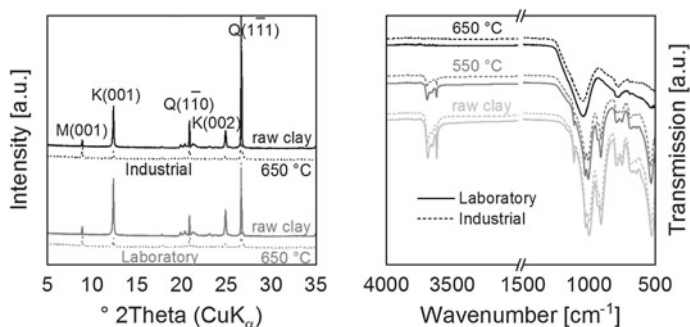 Intensity [a.u.]
M(001)
K(001)
Q(11̅0)
K(002)
Q(11̅1)
raw clay
Industrial
650 °C
raw clay
Laboratory
650 °C
5 10 15 20 25 30 35
° 2Theta (CuKα)
650 °C
550 °C
raw clay
Laboratory
Industrial
4000 3500 1500 1000 500
Wavenumber [cm-1]
Transmission [a.u.]